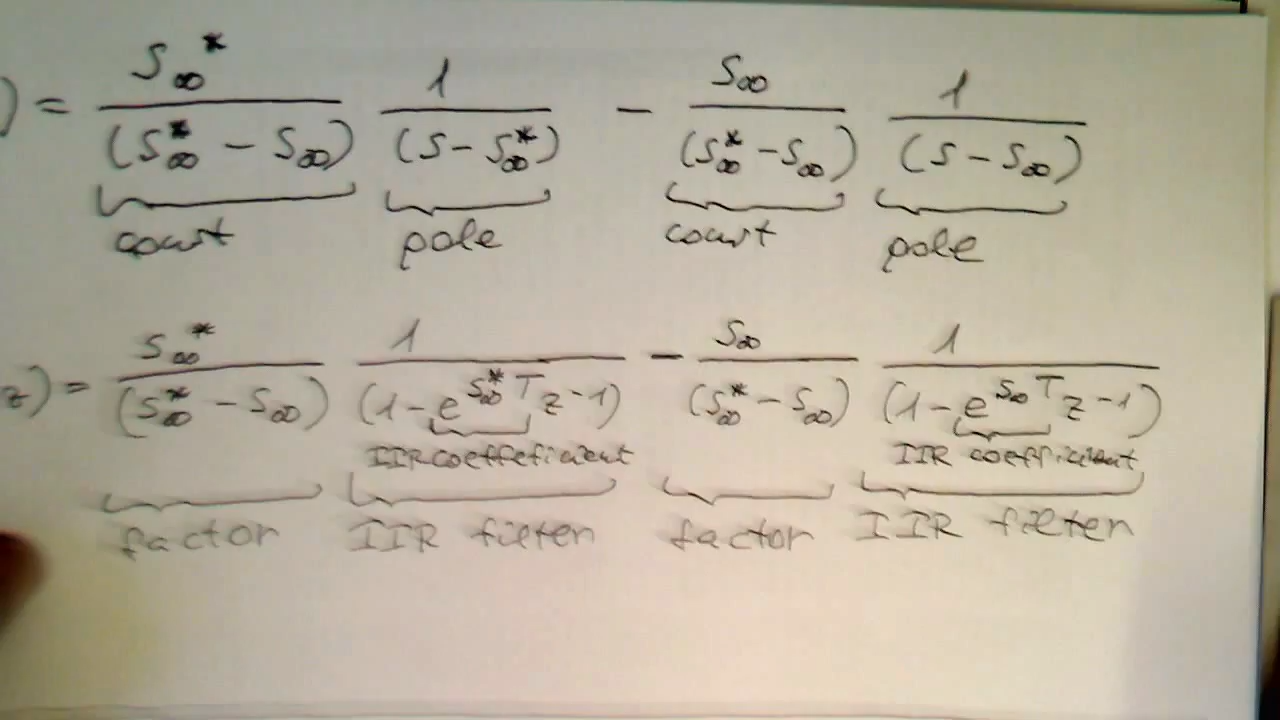 ) = S∞* / (S∞* - S∞) 1 / (S - S∞*) - S∞ / (S∞* - S∞) 1 / (S - S∞)
const pole const pole
z) = S∞* / (S∞* - S∞) 1 / (1 - e^(S∞* T) z^-1) - S∞ / (S∞* - S∞) 1 / (1 - e^(S∞ T) z^-1)
IIR coeffeficient IIR coefficient
factor IIR filter factor IIR filter